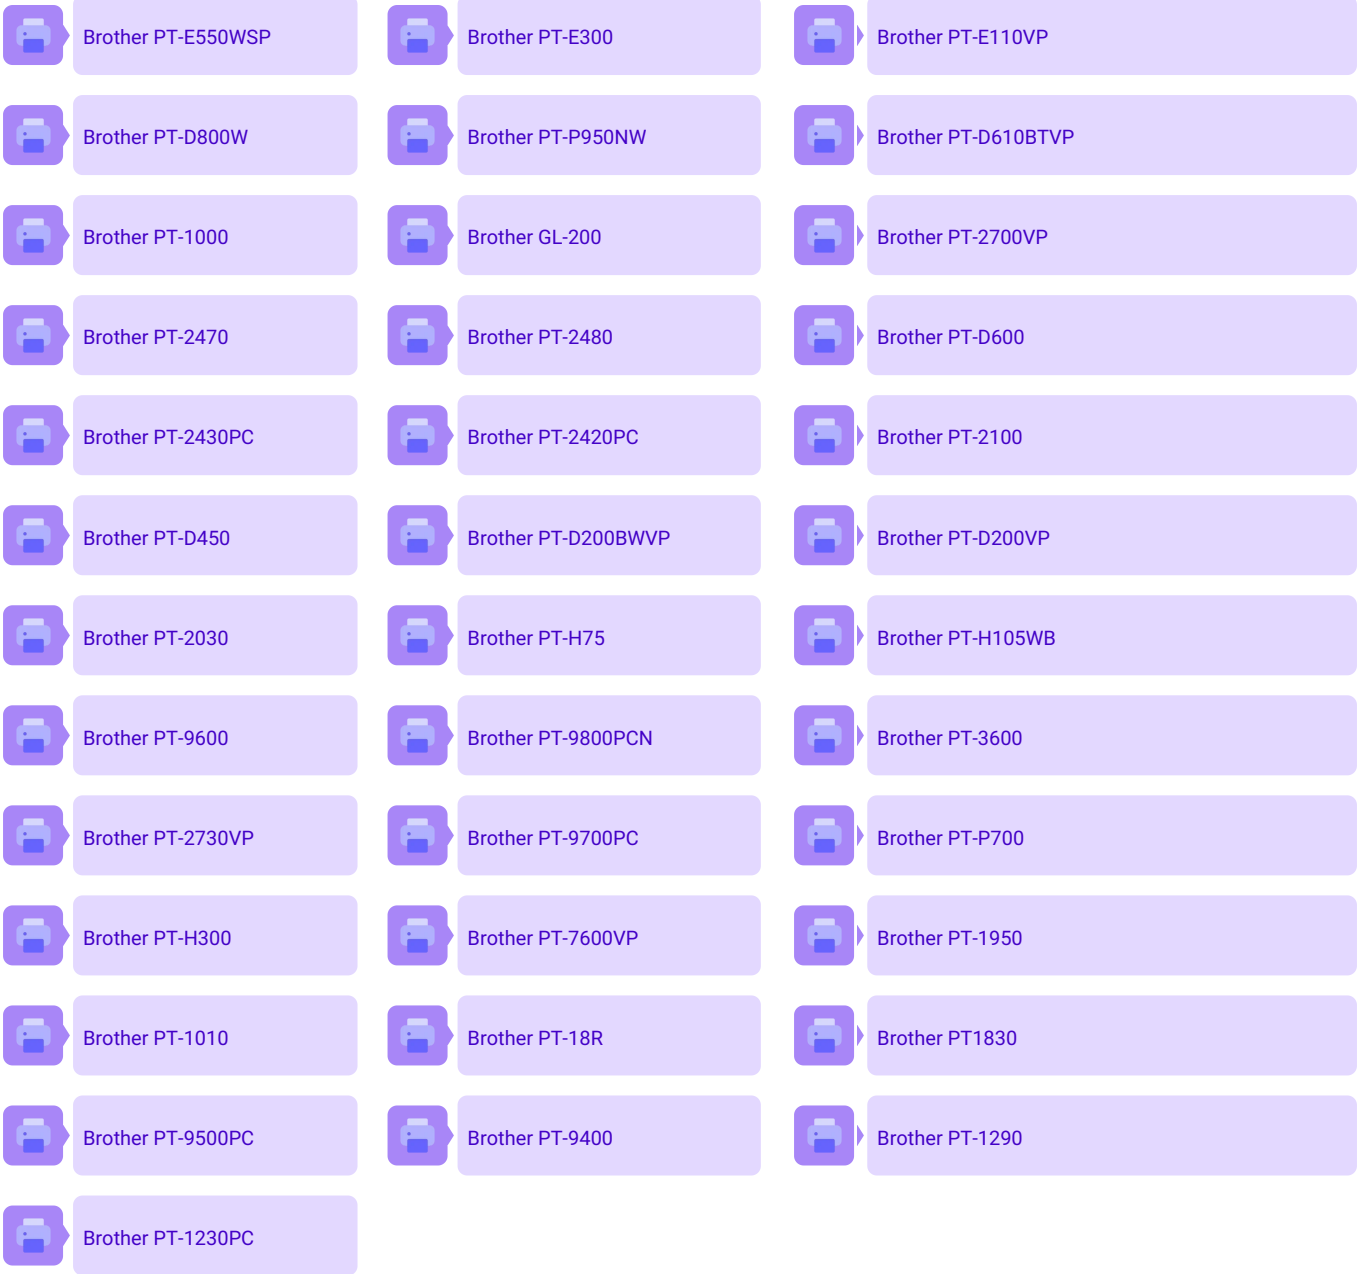 Brother PT-E550WSP
Brother PT-E300
Brother PT-E110VP
Brother PT-D800W
Brother PT-P950NW
Brother PT-D610BTVP
Brother PT-1000
Brother GL-200
Brother PT-2700VP
Brother PT-2470
Brother PT-2480
Brother PT-D600
Brother PT-2430PC
Brother PT-2420PC
Brother PT-2100
Brother PT-D450
Brother PT-D200BWVP
Brother PT-D200VP
Brother PT-2030
Brother PT-H75
Brother PT-H105WB
Brother PT-9600
Brother PT-9800PCN
Brother PT-3600
Brother PT-2730VP
Brother PT-9700PC
Brother PT-P700
Brother PT-H300
Brother PT-7600VP
Brother PT-1950
Brother PT-1010
Brother PT-18R
Brother PT1830
Brother PT-9500PC
Brother PT-9400
Brother PT-1290
Brother PT-1230PC